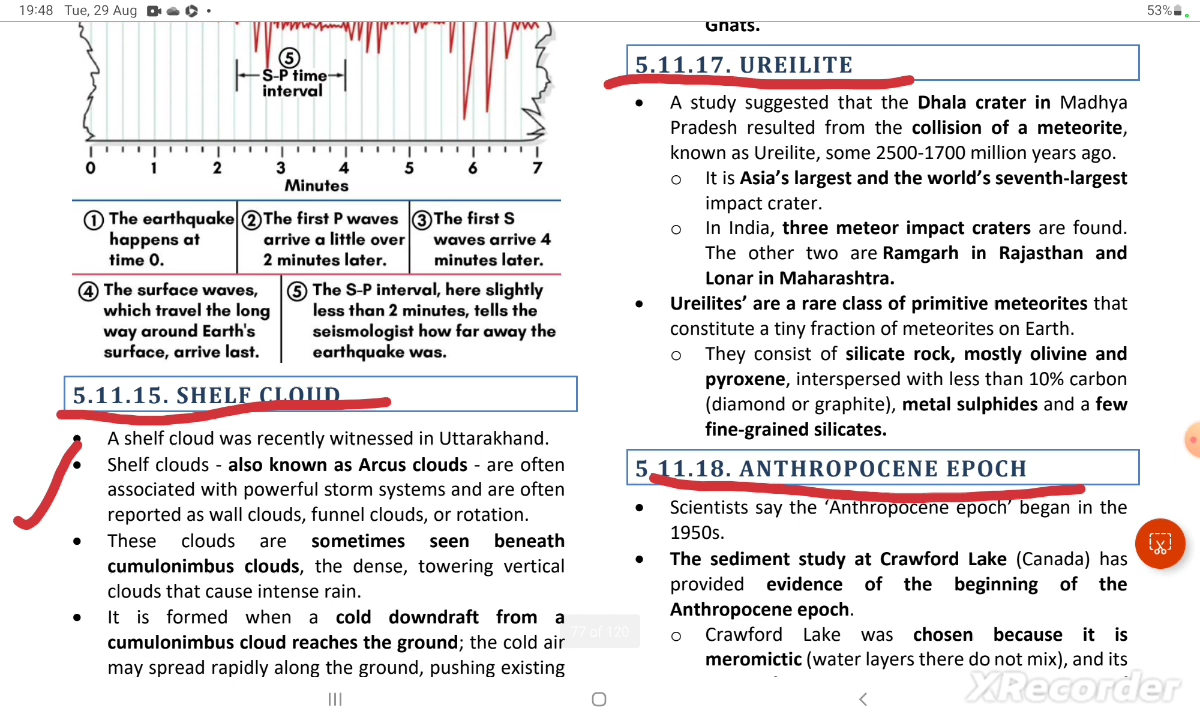 19:48 Tue, 29 Aug
53%
5
S-P time
interval
0 1 2 3 4 5 6 7
Minutes
1 The earthquake
happens at
time 0.
2 The first P waves
arrive a little over
2 minutes later.
3 The first S
waves arrive 4
minutes later.
4 The surface waves,
which travel the long
way around Earth's
surface, arrive last.
5 The S-P interval, here slightly
less than 2 minutes, tells the
seismologist how far away the
earthquake was.
5.11.15. SHELF CLOUD
• A shelf cloud was recently witnessed in Uttarakhand.
• Shelf clouds - also known as Arcus clouds - are often
associated with powerful storm systems and are often
reported as wall clouds, funnel clouds, or rotation.
• These clouds are sometimes seen beneath
cumulonimbus clouds, the dense, towering vertical
clouds that cause intense rain.
• It is formed when a cold downdraft from a
cumulonimbus cloud reaches the ground; the cold air
may spread rapidly along the ground, pushing existing
77 of 120
Ghats.
5.11.17. UREILITE
• A study suggested that the Dhala crater in Madhya
Pradesh resulted from the collision of a meteorite,
known as Ureilite, some 2500-1700 million years ago.
o It is Asia’s largest and the world’s seventh-largest
impact crater.
o In India, three meteor impact craters are found.
The other two are Ramgarh in Rajasthan and
Lonar in Maharashtra.
• Ureilites’ are a rare class of primitive meteorites that
constitute a tiny fraction of meteorites on Earth.
o They consist of silicate rock, mostly olivine and
pyroxene, interspersed with less than 10% carbon
(diamond or graphite), metal sulphides and a few
fine-grained silicates.
5.11.18. ANTHROPOCENE EPOCH
• Scientists say the ‘Anthropocene epoch’ began in the
1950s.
• The sediment study at Crawford Lake (Canada) has
provided evidence of the beginning of the
Anthropocene epoch.
o Crawford Lake was chosen because it is
meromictic (water layers there do not mix), and its
XRecorder